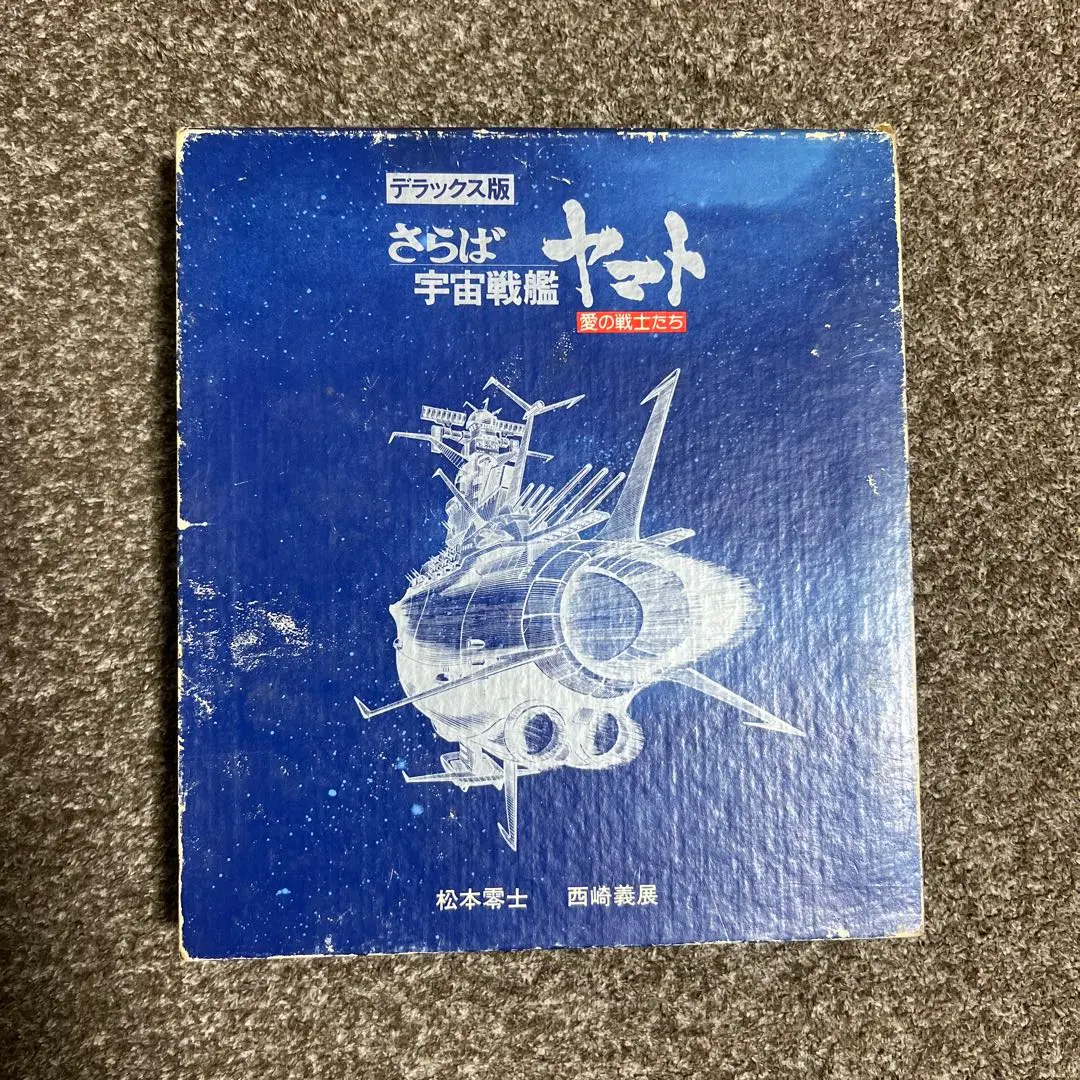 デラックス版
さらば
宇宙戦艦
ヤマト
愛の戦士たち
松本零士 西崎義展